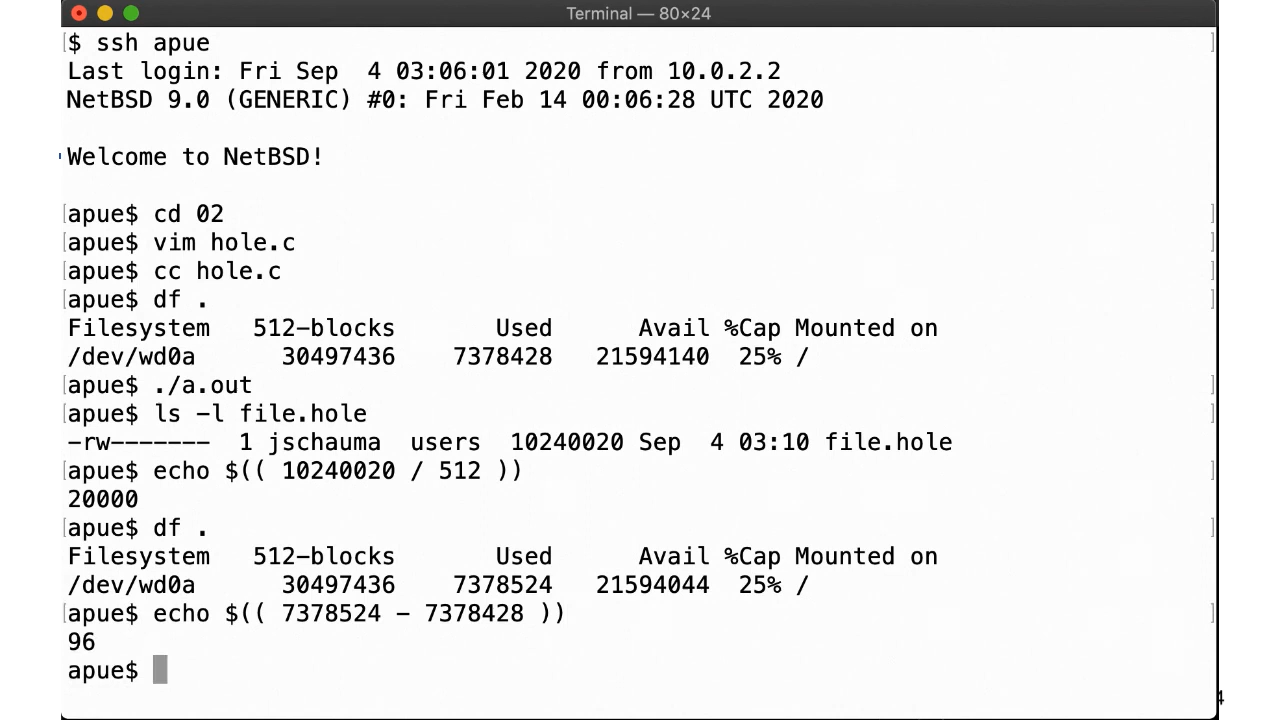 Terminal — 80×24
$ ssh apue
Last login: Fri Sep  4 03:06:01 2020 from 10.0.2.2
NetBSD 9.0 (GENERIC) #0: Fri Feb 14 00:06:28 UTC 2020
Welcome to NetBSD!
apue$ cd 02
apue$ vim hole.c
apue$ cc hole.c
apue$ df .
Filesystem   512-blocks       Used      Avail %Cap Mounted on
/dev/wd0a      30497436    7378428   21594140  25% /
apue$ ./a.out
apue$ ls -l file.hole
-rw-------  1 jschauma  users  10240020 Sep  4 03:10 file.hole
apue$ echo $(( 10240020 / 512 ))
20000
apue$ df .
Filesystem   512-blocks       Used      Avail %Cap Mounted on
/dev/wd0a      30497436    7378524   21594044  25% /
apue$ echo $(( 7378524 - 7378428 ))
96
apue$